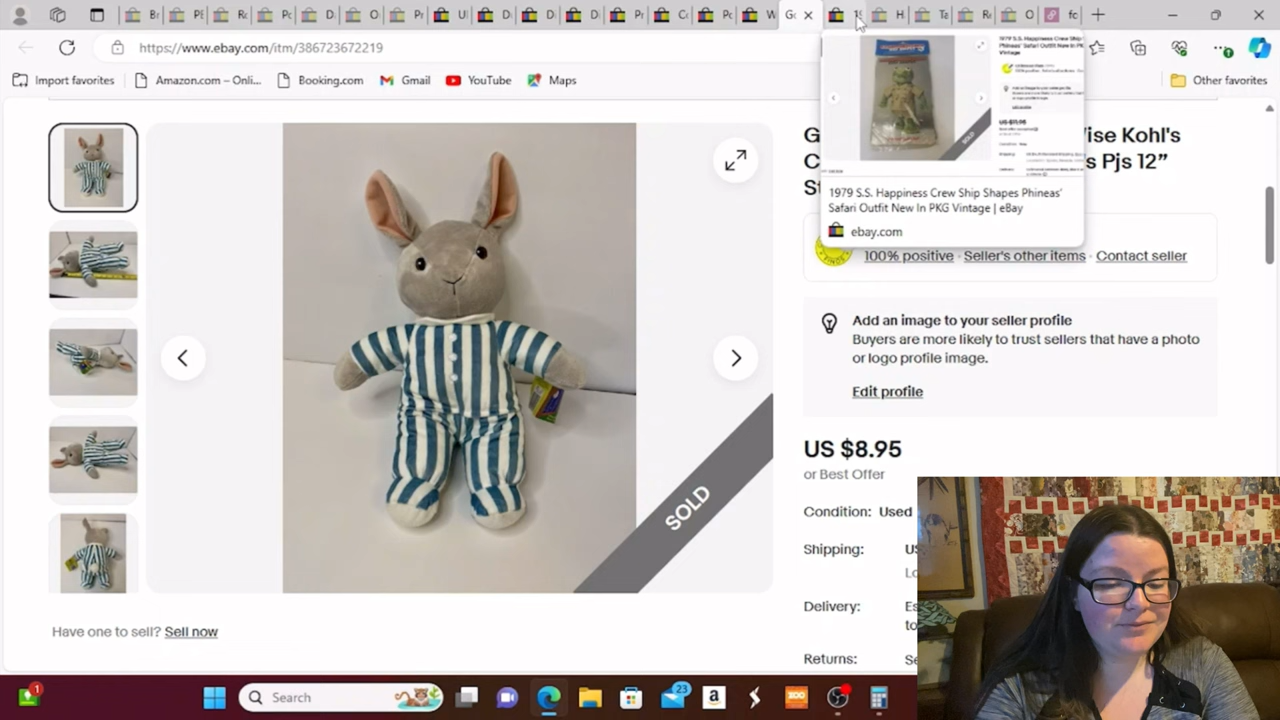 https://www.ebay.com/itm/386723672219
Import favorites
Amazon.com – Onli...
Gmail
YouTube
Maps
Other favorites
1979 S.S. Happiness Crew Ship Shapes Phineas'
Safari Outfit New In PKG Vintage | eBay
ebay.com
Wise Kohl's
Pjs 12”
100% positive · Seller's other items · Contact seller
Add an image to your seller profile
Buyers are more likely to trust sellers that have a photo
or logo profile image.
Edit profile
US $8.95
or Best Offer
Condition: Used
Shipping:
Delivery:
Returns:
SOLD
SOLD
Have one to sell? Sell now
1
Search
23